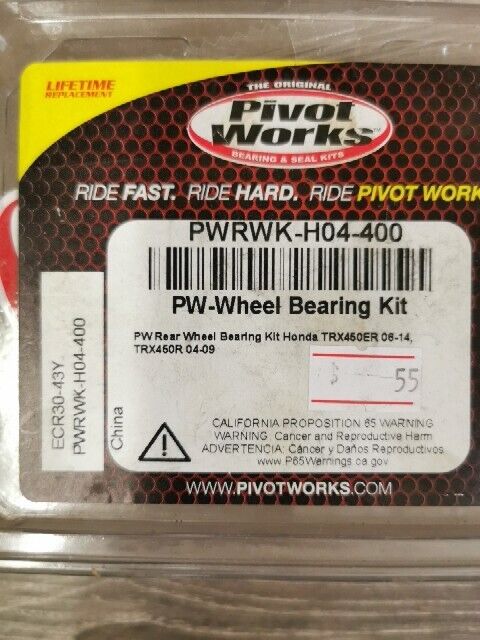 LIFETIME
REPLACEMENT
THE ORIGINAL
Pivot
Works
BEARING & SEAL KITS
RIDE FAST. RIDE HARD. RIDE PIVOT WORK
PWRWK-H04-400
PW-Wheel Bearing Kit
PW Rear Wheel Bearing Kit Honda TRX450ER 06-14,
TRX450R 04-09
$ 55
ECR30-43Y
PWRWK-H04-400
China
CALIFORNIA PROPOSITION 65 WARNING
WARNING: Cancer and Reproductive Harm
ADVERTENCIA: Cáncer y Daños Reproductivos
www.P65Warnings.ca.gov
WWW.PIVOTWORKS.COM